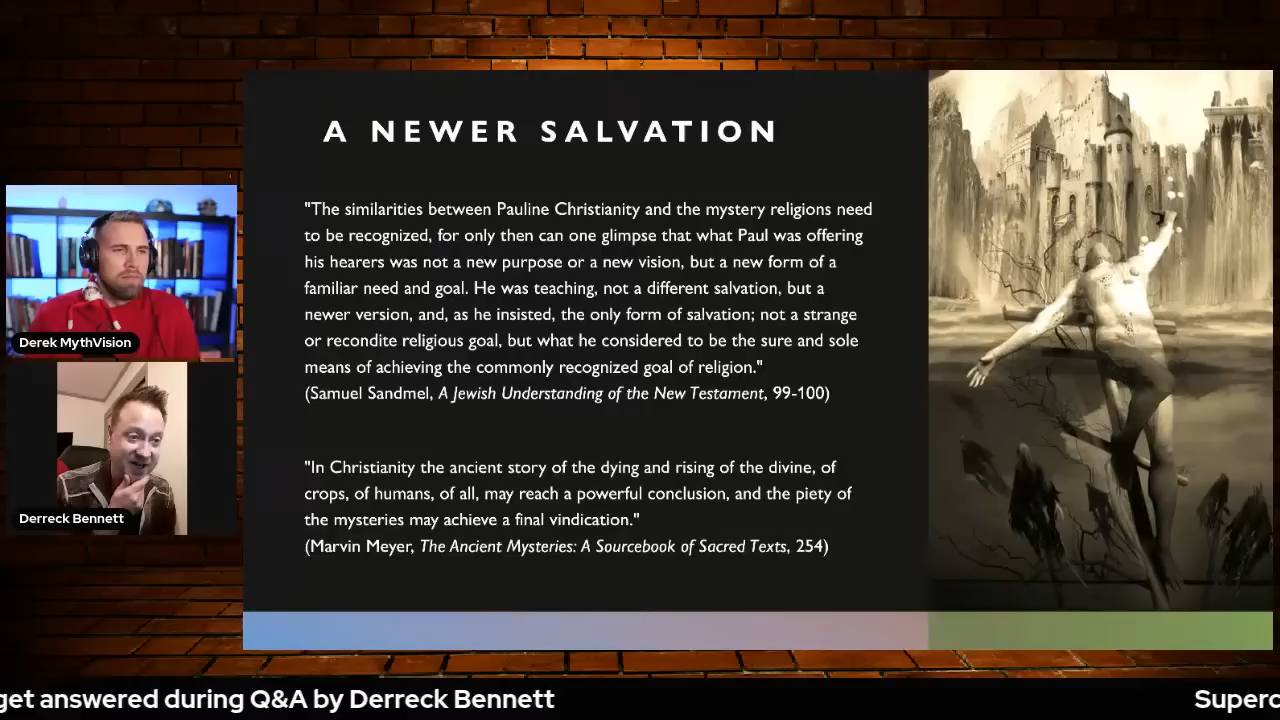 A NEWER SALVATION
"The similarities between Pauline Christianity and the mystery religions need
to be recognized, for only then can one glimpse that what Paul was offering
his hearers was not a new purpose or a new vision, but a new form of a
familiar need and goal. He was teaching, not a different salvation, but a
newer version, and, as he insisted, the only form of salvation; not a strange
or recondite religious goal, but what he considered to be the sure and sole
means of achieving the commonly recognized goal of religion."
(Samuel Sandmel, A Jewish Understanding of the New Testament, 99-100)
"In Christianity the ancient story of the dying and rising of the divine, of
crops, of humans, of all, may reach a powerful conclusion, and the piety of
the mysteries may achieve a final vindication."
(Marvin Meyer, The Ancient Mysteries: A Sourcebook of Sacred Texts, 254)
Derek MythVision
Derreck Bennett
get answered during Q&A by Derreck Bennett
Superc